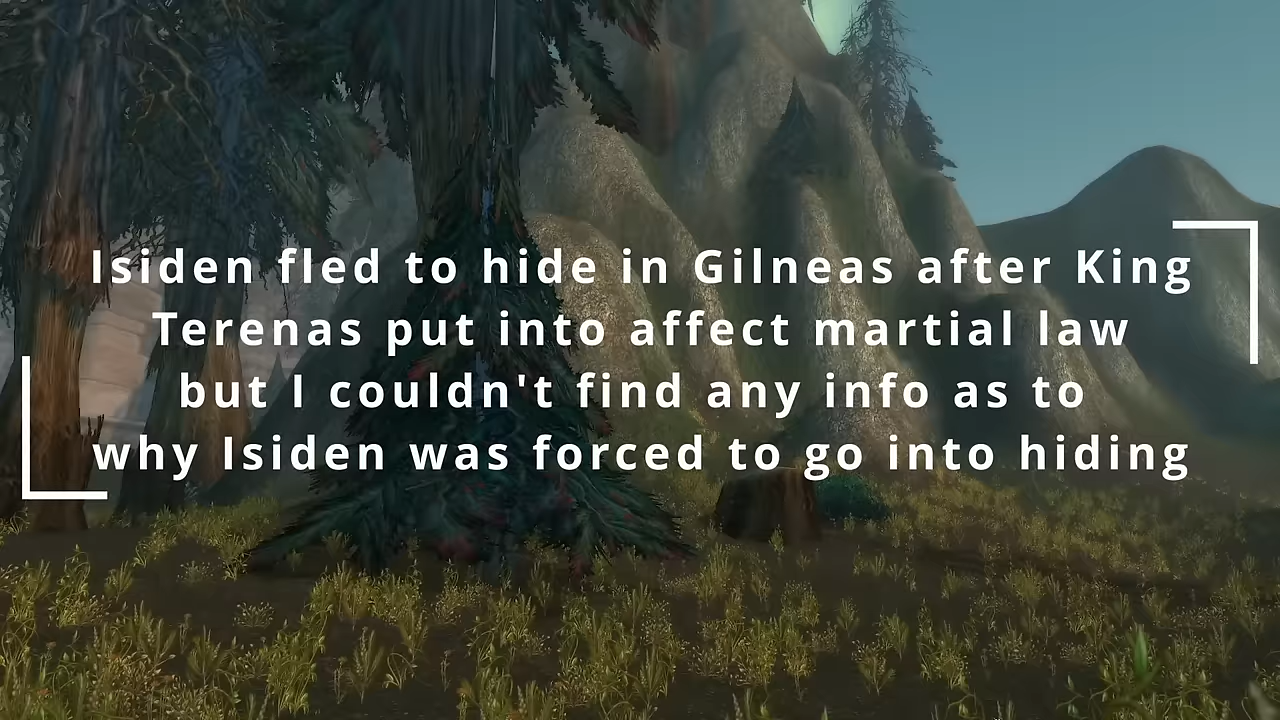 Isiden fled to hide in Gilneas after King
Terenas put into affect martial law
but I couldn't find any info as to
why Isiden was forced to go into hiding